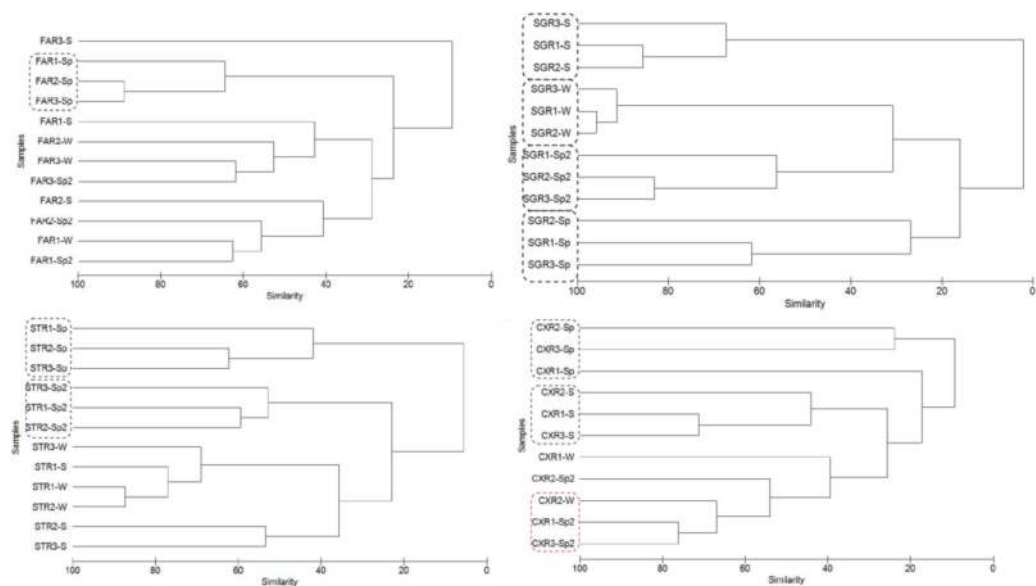 FAR3-S
FAR1-Sp
FAR2-Sp
FAR3-Sp
FAR1-S
FAR2-W
FAR3-W
FAR3-Sp2
FAR2-S
FAR2-Sp2
FAR1-W
FAR1-Sp2
Samples
100 80 60 40 20 0
Similarity
SGR3-S
SGR1-S
SGR2-S
SGR3-W
SGR1-W
SGR2-W
SGR1-Sp2
SGR2-Sp2
SGR3-Sp2
SGR2-Sp
SGR1-Sp
SGR3-Sp
Samples
100 80 60 40 20 0
Similarity
STR1-Sp
STR2-Sp
STR3-Sp
STR3-Sp2
STR1-Sp2
STR2-Sp2
STR3-W
STR1-S
STR1-W
STR2-W
STR2-S
STR3-S
Samples
100 80 60 40 20 0
Similarity
CXR2-Sp
CXR3-Sp
CXR1-Sp
CXR2-S
CXR1-S
CXR3-S
CXR1-W
CXR2-Sp2
CXR2-W
CXR1-Sp2
CXR3-Sp2
Samples
100 80 60 40 20 0
Similarity